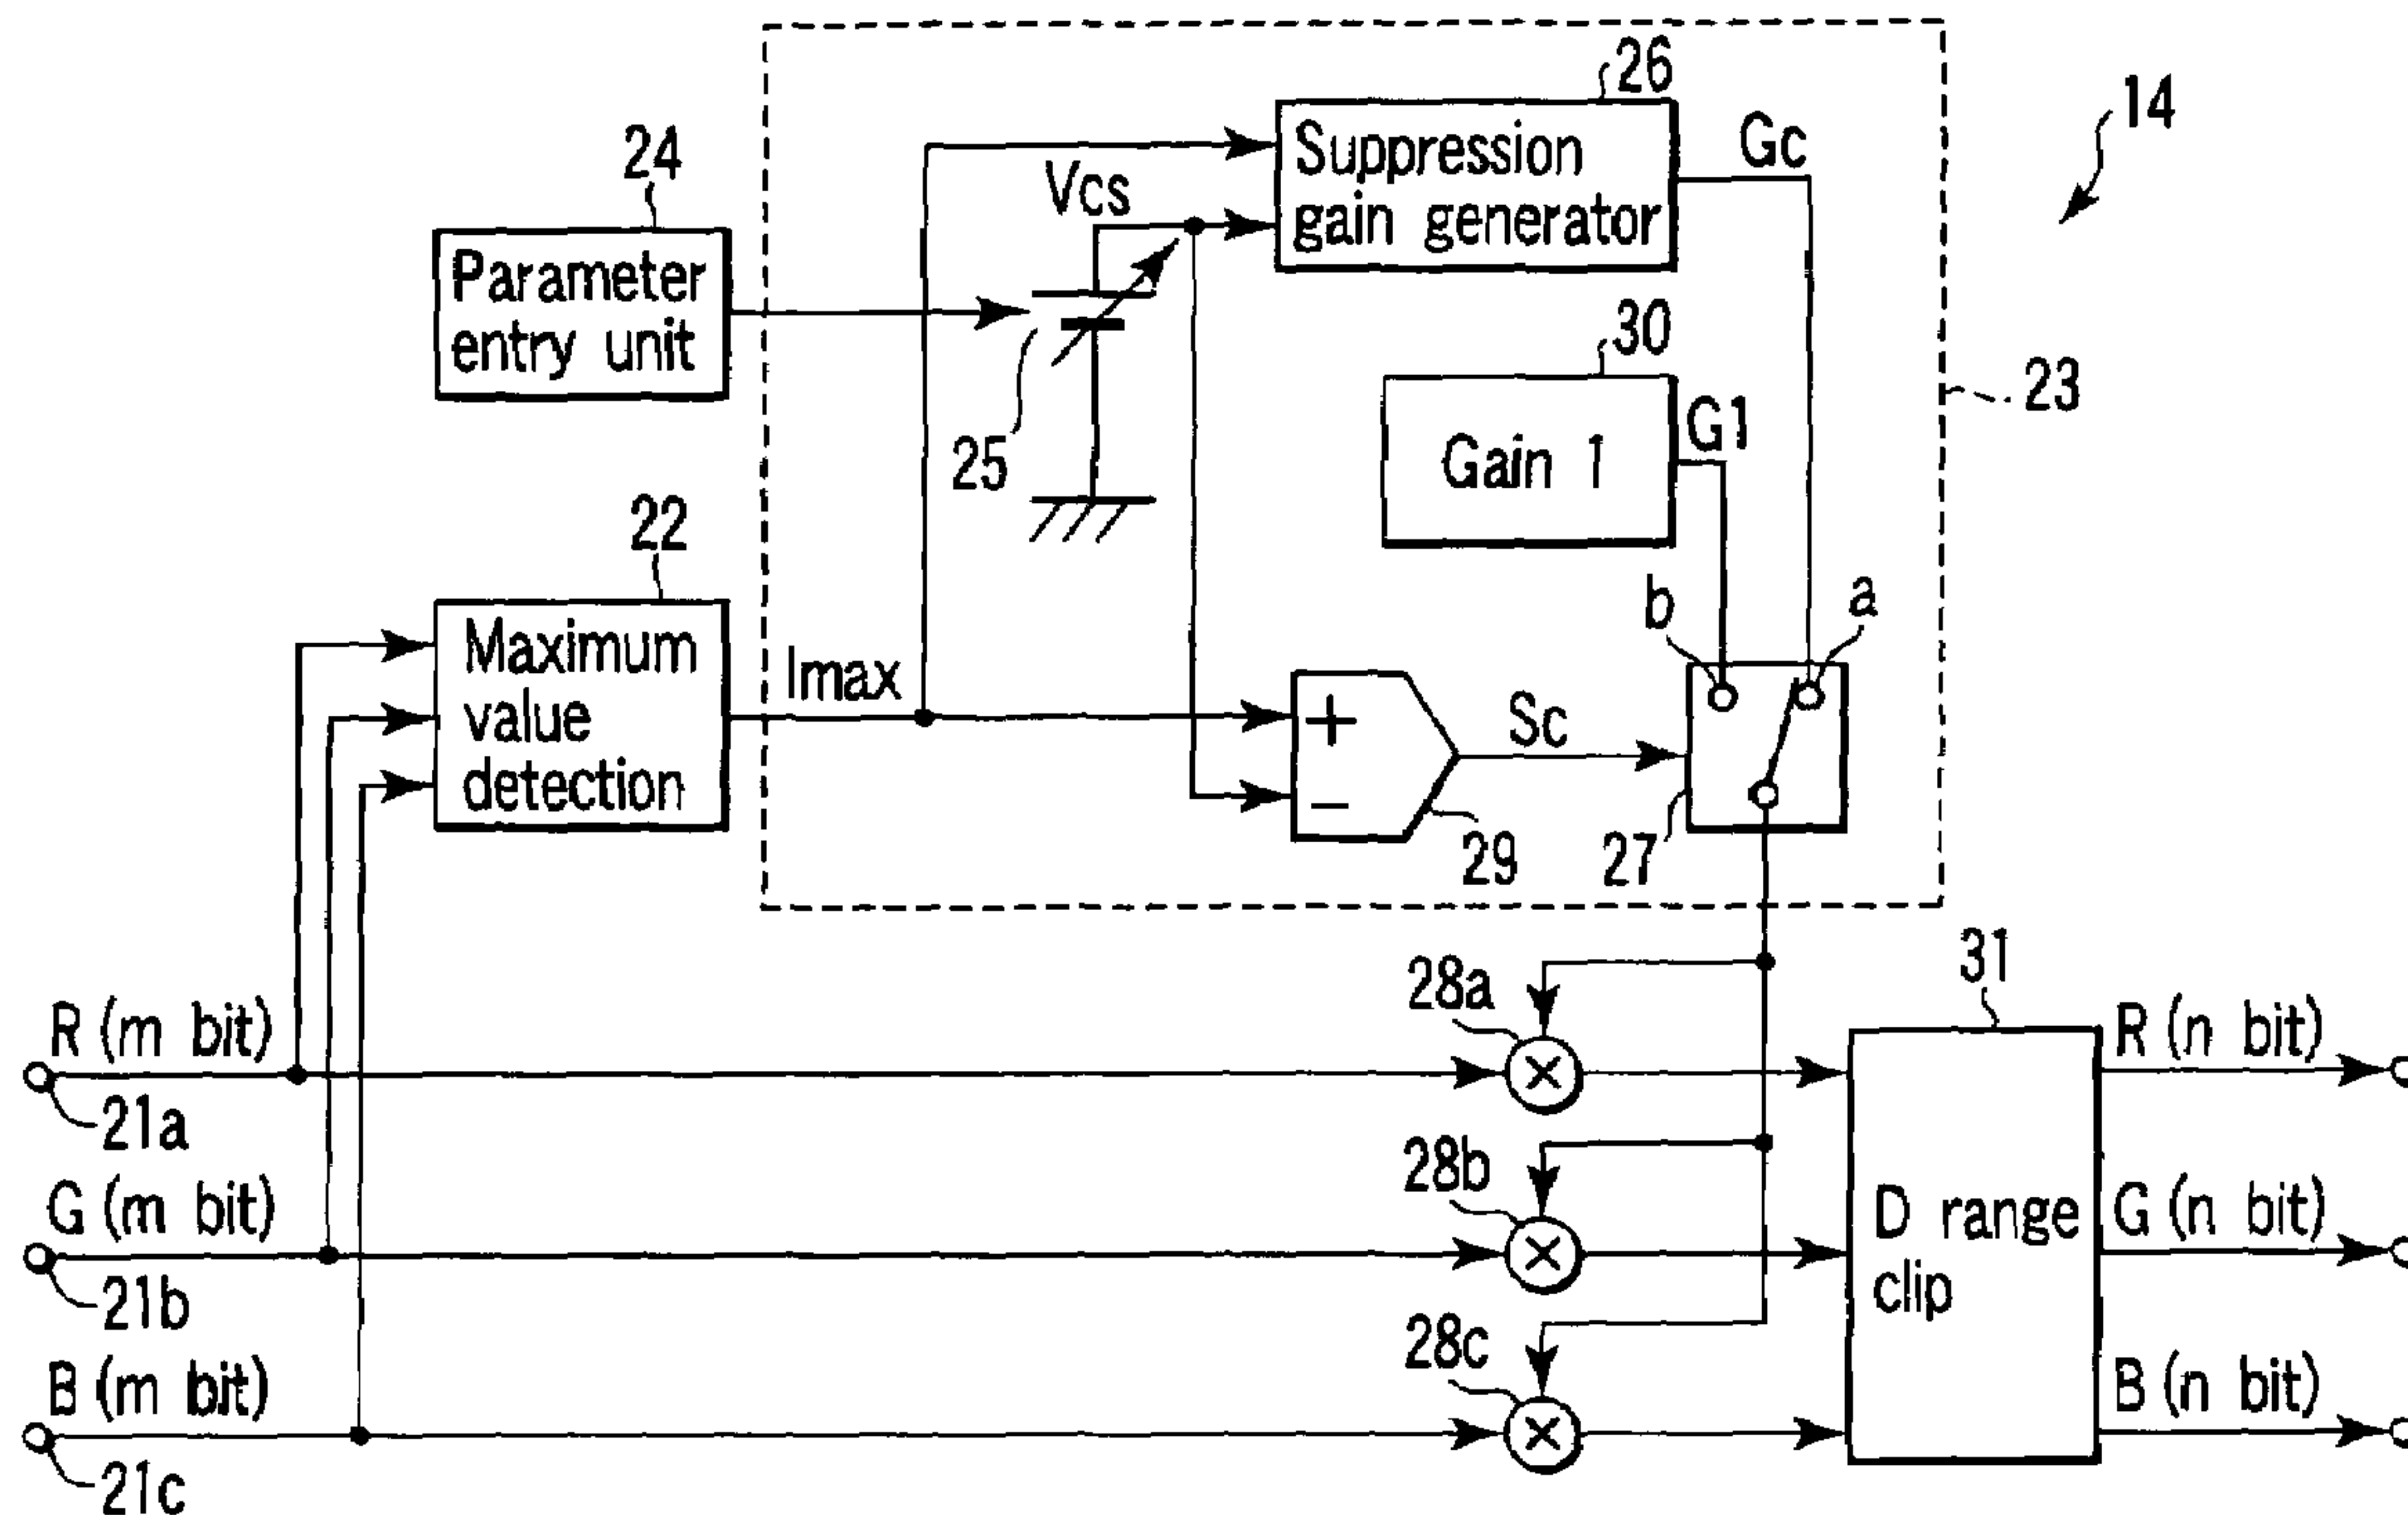 26
14
Suppression
gain generator
Gc
Vcs
24
Parameter
entry unit
30
23
G1
Gain 1
25
22
b
a
Maximum
value
detection
Imax
+
Sc
−
29
27
31
28a
R (m bit)
R (n bit)
×
21a
28b
G (m bit)
D range
clip
G (n bit)
×
21b
28c
B (m bit)
B (n bit)
×
21c